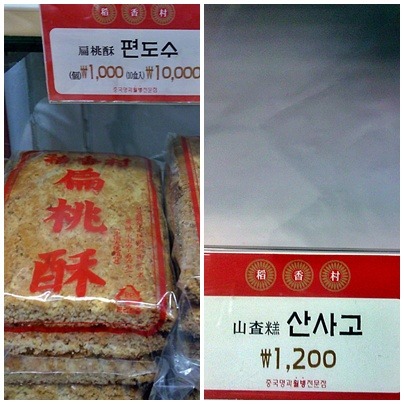 稻 香 村
扁桃酥 편도수
(個)₩1,000 (10個入)₩10,000
중국명과월병전문점
稻香村
扁
桃
酥
稻 香 村
山査糕 산사고
₩1,200
중국명과월병전문점